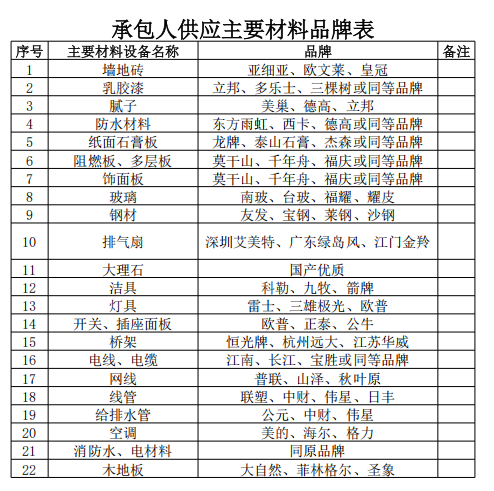 承包人供应主要材料品牌表
序号 主要材料设备名称 品牌 备注
1 墙地砖 亚细亚、欧文莱、皇冠
2 乳胶漆 立邦、多乐士、三棵树或同等品牌
3 腻子 美巢、德高、立邦
4 防水材料 东方雨虹、西卡、德高或同等品牌
5 纸面石膏板 龙牌、泰山石膏、杰森或同等品牌
6 阻燃板、多层板 莫干山、千年舟、福庆或同等品牌
7 饰面板 莫干山、千年舟、福庆或同等品牌
8 玻璃 南玻、台玻、福耀、耀皮
9 钢材 友发、宝钢、莱钢、沙钢
10 排气扇 深圳艾美特、广东绿岛风、江门金羚
11 大理石 国产优质
12 洁具 科勒、九牧、箭牌
13 灯具 雷士、三雄极光、欧普
14 开关、插座面板 欧普、正泰、公牛
15 桥架 恒光牌、杭州远大、江苏华威
16 电线、电缆 江南、长江、宝胜或同等品牌
17 网线 普联、山泽、秋叶原
18 线管 联塑、中财、伟星、日丰
19 给排水管 公元、中财、伟星
20 空调 美的、海尔、格力
21 消防水、电材料 同原品牌
22 木地板 大自然、菲林格尔、圣象